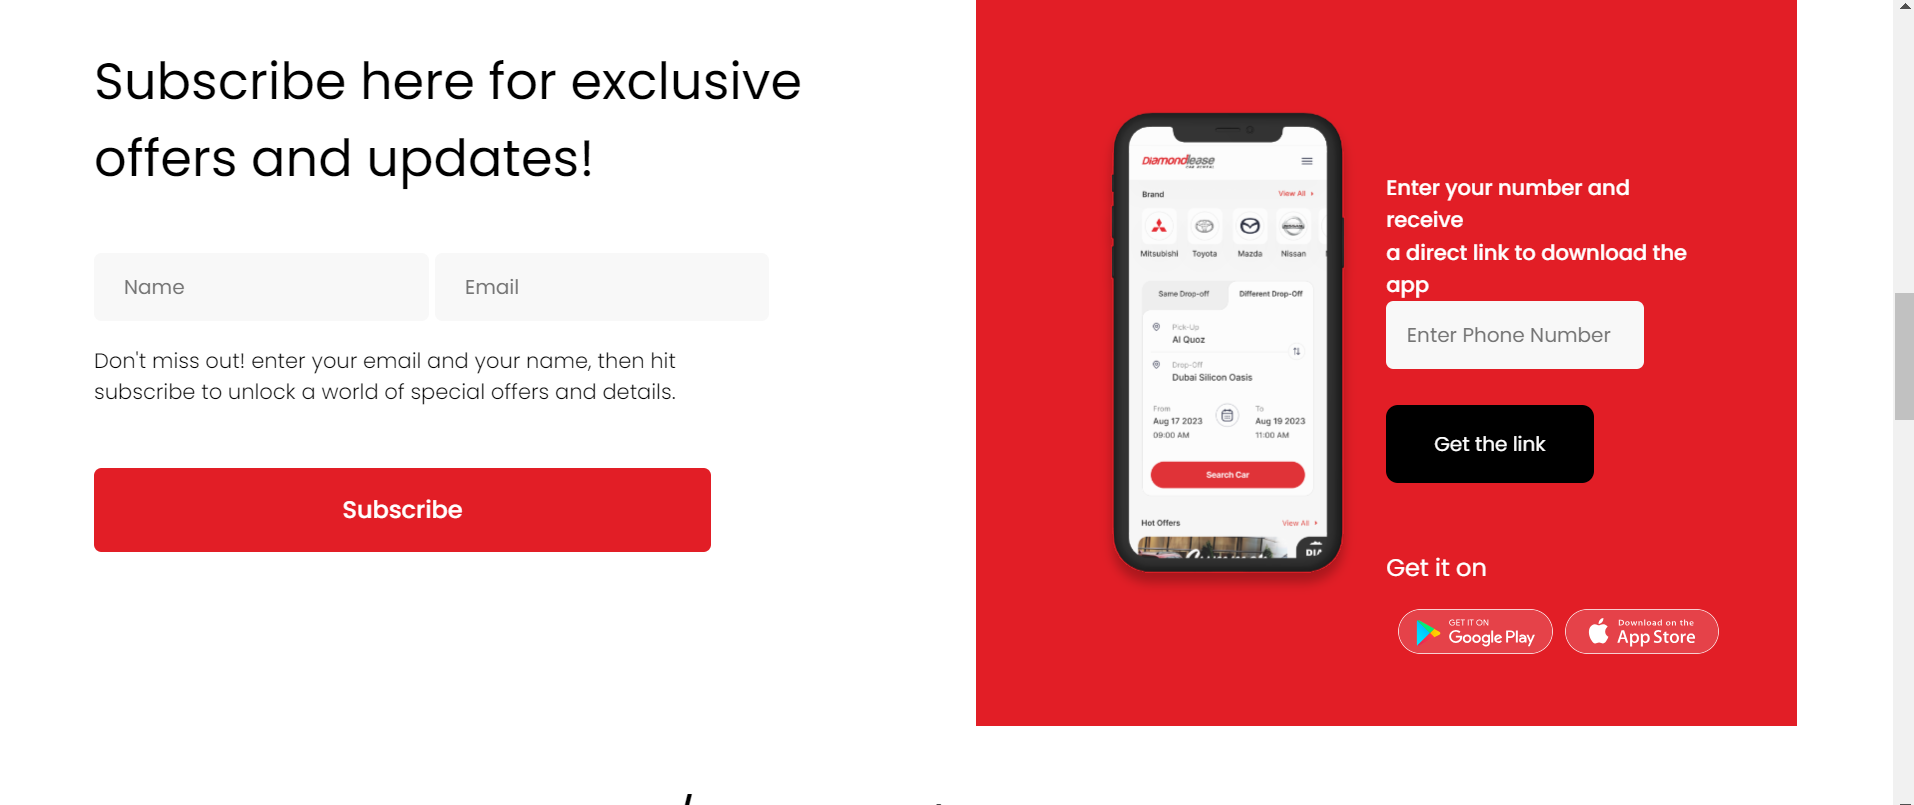 Subscribe here for exclusive
offers and updates!
Name
Email
Don't miss out! enter your email and your name, then hit
subscribe to unlock a world of special offers and details.
Subscribe
Diamondlease
CAR RENTAL
Brand
View All
Mitsubishi
Toyota
Mazda
Nissan
Same Drop-off
Different Drop-Off
Pick-Up
Al Quoz
Drop-Off
Dubai Silicon Oasis
From
Aug 17 2023
09:00 AM
To
Aug 19 2023
11:00 AM
Search Car
Hot Offers
View All
Enter your number and
receive
a direct link to download the
app
Enter Phone Number
Get the link
Get it on
GET IT ON
Google Play
Download on the
App Store